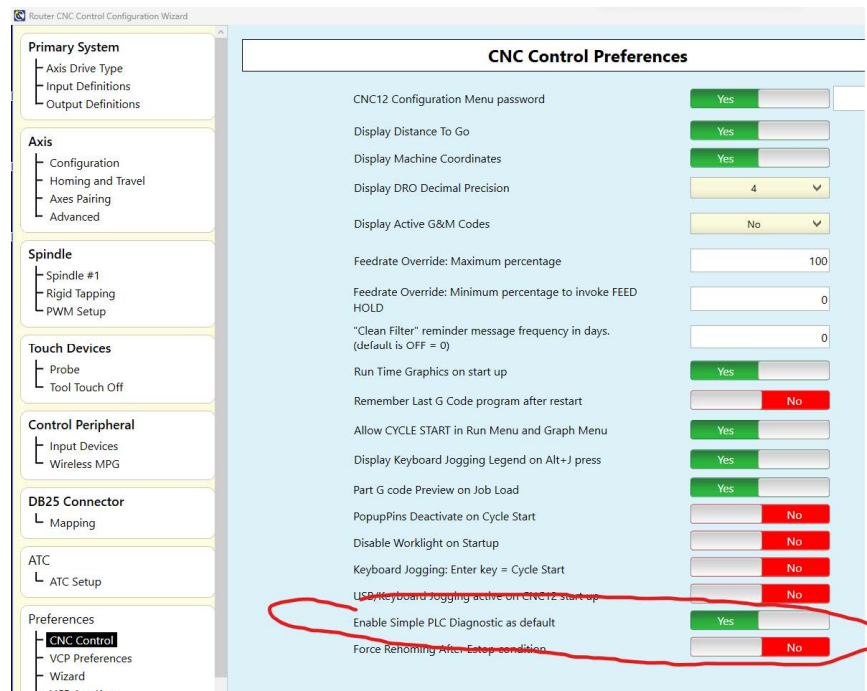 Router CNC Control Configuration Wizard
Primary System
Axis Drive Type
Input Definitions
Output Definitions
Axis
Configuration
Homing and Travel
Axes Pairing
Advanced
Spindle
Spindle #1
Rigid Tapping
PWM Setup
Touch Devices
Probe
Tool Touch Off
Control Peripheral
Input Devices
Wireless MPG
DB25 Connector
Mapping
ATC
ATC Setup
Preferences
CNC Control
VCP Preferences
Wizard
CNC Control Preferences
CNC12 Configuration Menu password Yes
Display Distance To Go Yes
Display Machine Coordinates Yes
Display DRO Decimal Precision 4
Display Active G&M Codes No
Feedrate Override: Maximum percentage 100
Feedrate Override: Minimum percentage to invoke FEED
HOLD 0
"Clean Filter" reminder message frequency in days.
(default is OFF = 0) 0
Run Time Graphics on start up Yes
Remember Last G Code program after restart No
Allow CYCLE START in Run Menu and Graph Menu Yes
Display Keyboard Jogging Legend on Alt+J press Yes
Part G code Preview on Job Load Yes
PopupPins Deactivate on Cycle Start No
Disable Worklight on Startup No
Keyboard Jogging: Enter key = Cycle Start No
USB/Keyboard Jogging active on CNC12 start up No
Enable Simple PLC Diagnostic as default Yes
Force Rehoming After Estop condition No